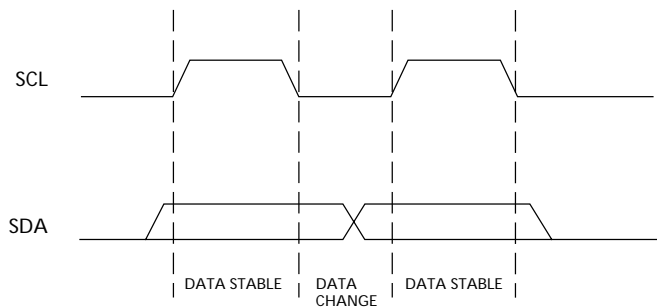 SCL
SDA
DATA STABLE
DATA
CHANGE
DATA STABLE